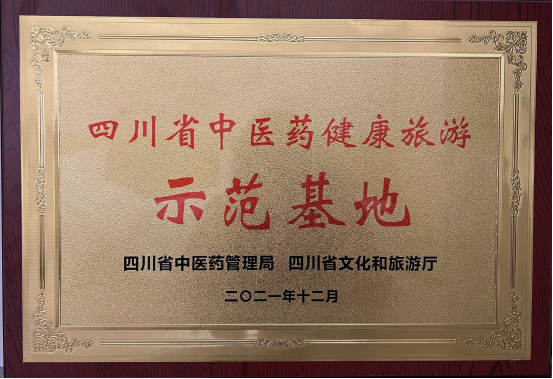 四川省中医药健康旅游
示范基地
四川省中医药管理局 四川省文化和旅游厅
二〇二一年十二月